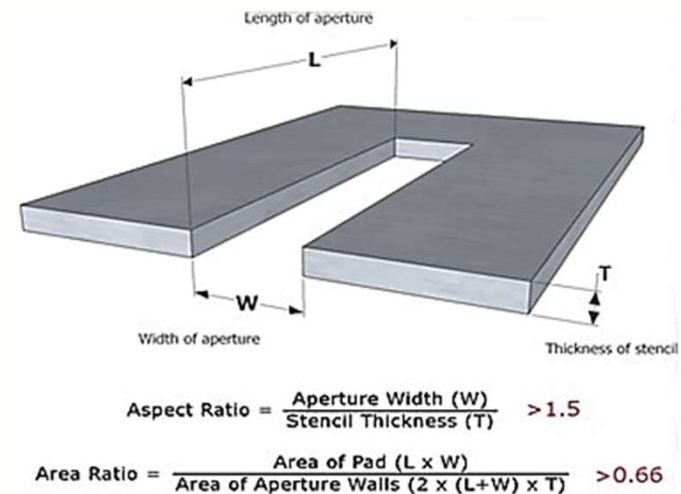 Length of aperture
L
W
T
Width of aperture
Thickness of stencil
Aspect Ratio = Aperture Width (W) / Stencil Thickness (T) >1.5
Area Ratio = Area of Pad (L x W) / Area of Aperture Walls (2 x (L+W) x T) >0.66